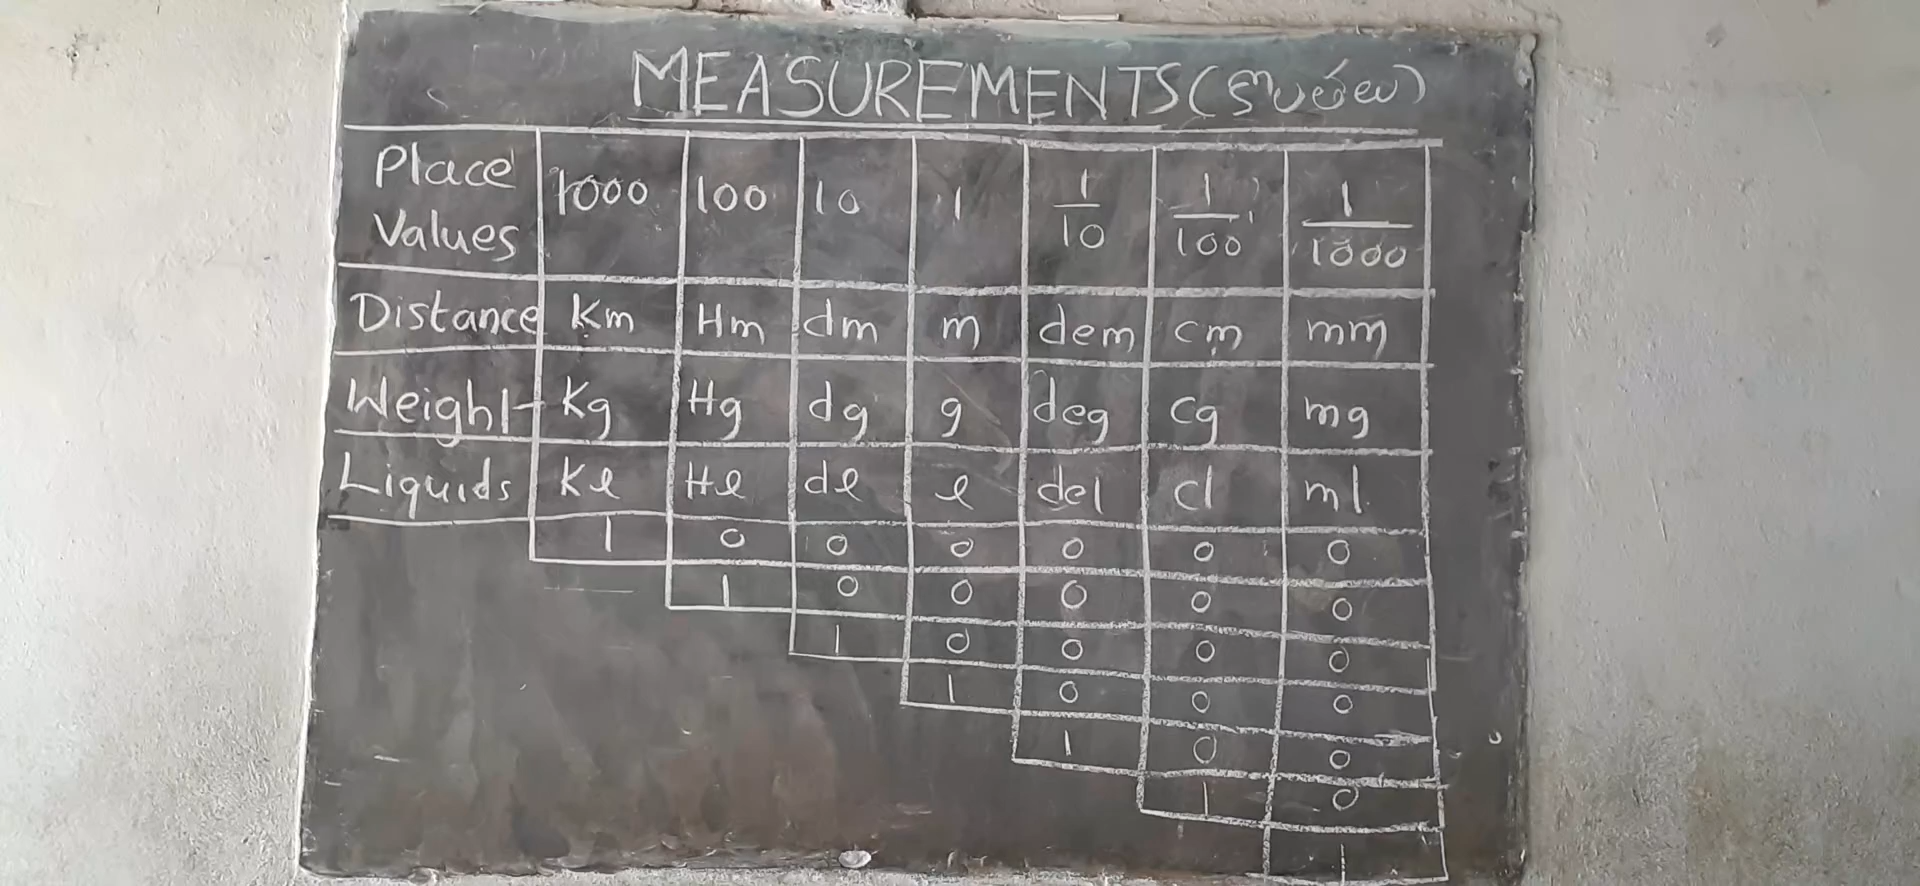 MEASUREMENTS (కొలతలు)
Place Values 1000 100 10 1 1/10 1/100 1/1000
Distance Km Hm dm m dem cm mm
Weight Kg Hg dg g deg cg mg
Liquids Kl Hl dl l del cl ml
1 0 0 0 0 0 0
1 0 0 0 0 0
1 0 0 0 0
1 0 0 0
1 0 0
1 0
1